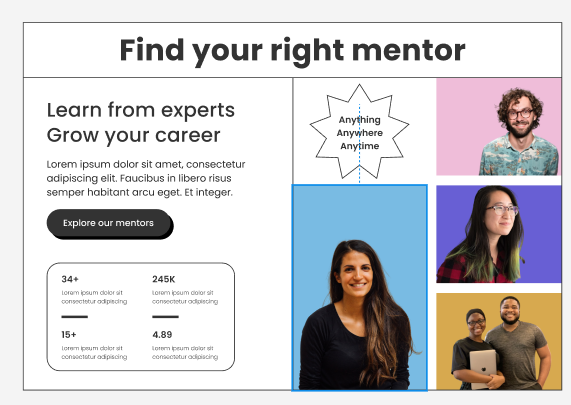 Find your right mentor
Learn from experts
Grow your career
Lorem ipsum dolor sit amet, consectetur
adipiscing elit. Faucibus in libero risus
semper habitant arcu eget. Et integer.
Explore our mentors
34+
Lorem ipsum dolor sit
consectetur adipiscing
245K
Lorem ipsum dolor sit
consectetur adipiscing
15+
Lorem ipsum dolor sit
consectetur adipiscing
4.89
Lorem ipsum dolor sit
consectetur adipiscing
Anything
Anywhere
Anytime